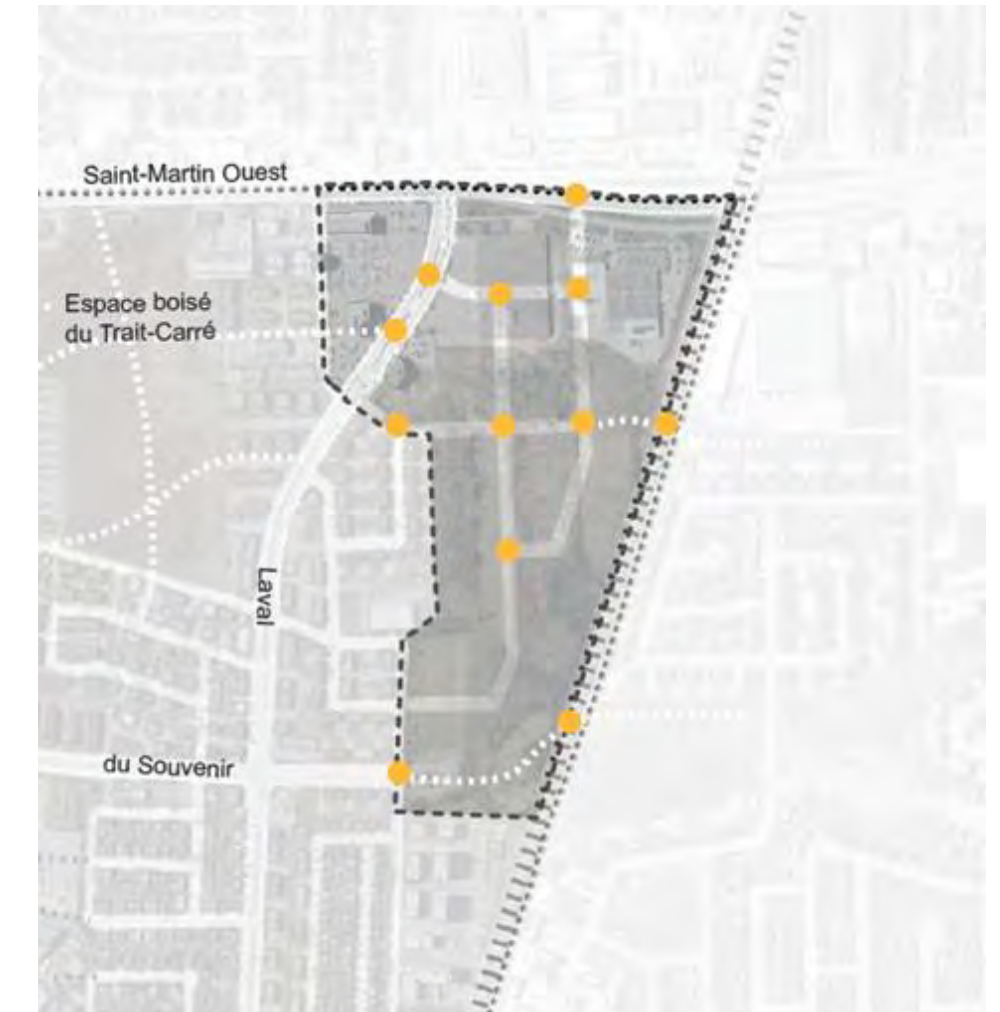 Saint-Martin Ouest
Espace boisé
du Trait-Carré
Laval
du Souvenir